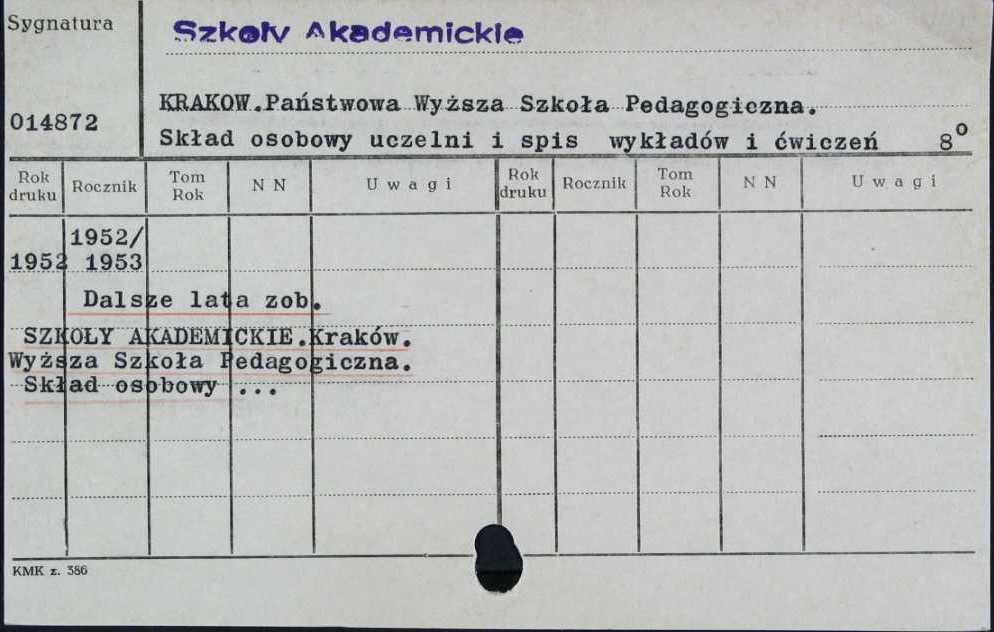 Sygnatura
Szkoły Akademickie
KRAKOW.Państwowa Wyższa Szkoła Pedagogiczna.
014872
Skład osobowy uczelni i spis wykładów i ćwiczeń 8°
Rok druku Rocznik Tom Rok N N Uwagi Rok druku Rocznik Tom Rok N N Uwagi
1952/
1952 1953
Dalsze lata zob.
SZKOŁY AKADEMICKIE.Kraków.
Wyższa Szkoła Pedagogiczna.
Skład osobowy ...
KMK z. 386